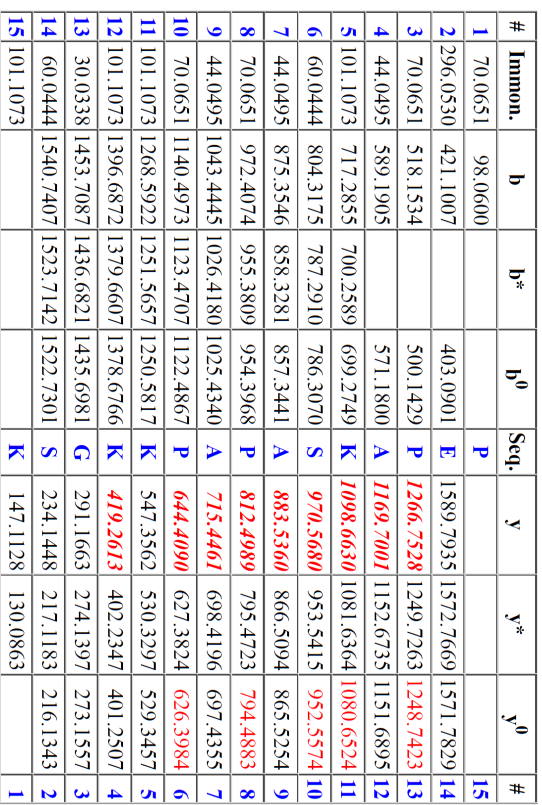 # Immon. b b* b⁰ Seq. y y* y⁰ #
1 70.0651 98.0600 P 15
2 296.0530 421.1007 403.0901 E 1589.7935 1572.7669 1571.7829 14
3 70.0651 518.1534 500.1429 P 1266.7528 1249.7263 1248.7423 13
4 44.0495 589.1905 571.1800 A 1169.7001 1152.6735 1151.6895 12
5 101.1073 717.2855 700.2589 699.2749 K 1098.6630 1081.6364 1080.6524 11
6 60.0444 804.3175 787.2910 786.3070 S 970.5680 953.5415 952.5574 10
7 44.0495 875.3546 858.3281 857.3441 A 883.5360 866.5094 865.5254 9
8 70.0651 972.4074 955.3809 954.3968 P 812.4989 795.4723 794.4883 8
9 44.0495 1043.4445 1026.4180 1025.4340 A 715.4461 698.4196 697.4355 7
10 70.0651 1140.4973 1123.4707 1122.4867 P 644.4090 627.3824 626.3984 6
11 101.1073 1268.5922 1251.5657 1250.5817 K 547.3562 530.3297 529.3457 5
12 101.1073 1396.6872 1379.6607 1378.6766 K 419.2613 402.2347 401.2507 4
13 30.0338 1453.7087 1436.6821 1435.6981 G 291.1663 274.1397 273.1557 3
14 60.0444 1540.7407 1523.7142 1522.7301 S 234.1448 217.1183 216.1343 2
15 101.1073 K 147.1128 130.0863 1